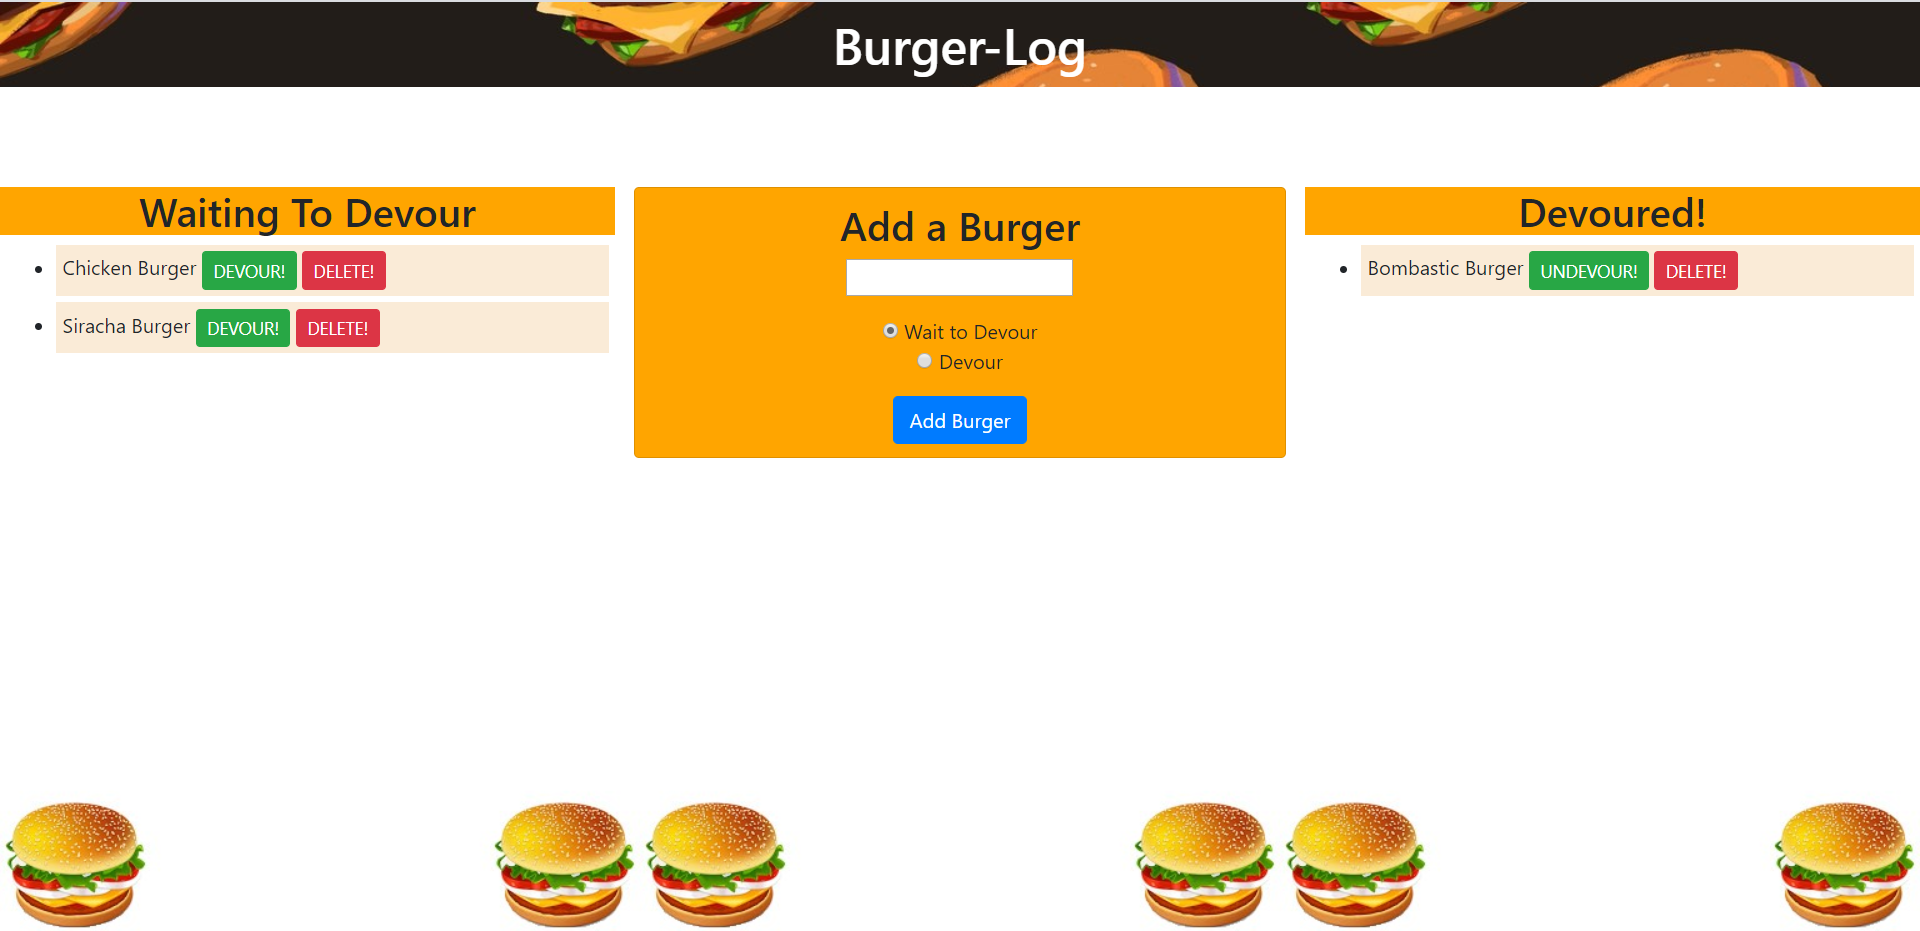 Burger-Log
Waiting To Devour
Chicken Burger DEVOUR! DELETE!
Siracha Burger DEVOUR! DELETE!
Add a Burger
Wait to Devour
Devour
Add Burger
Devoured!
Bombastic Burger UNDEVOUR! DELETE!